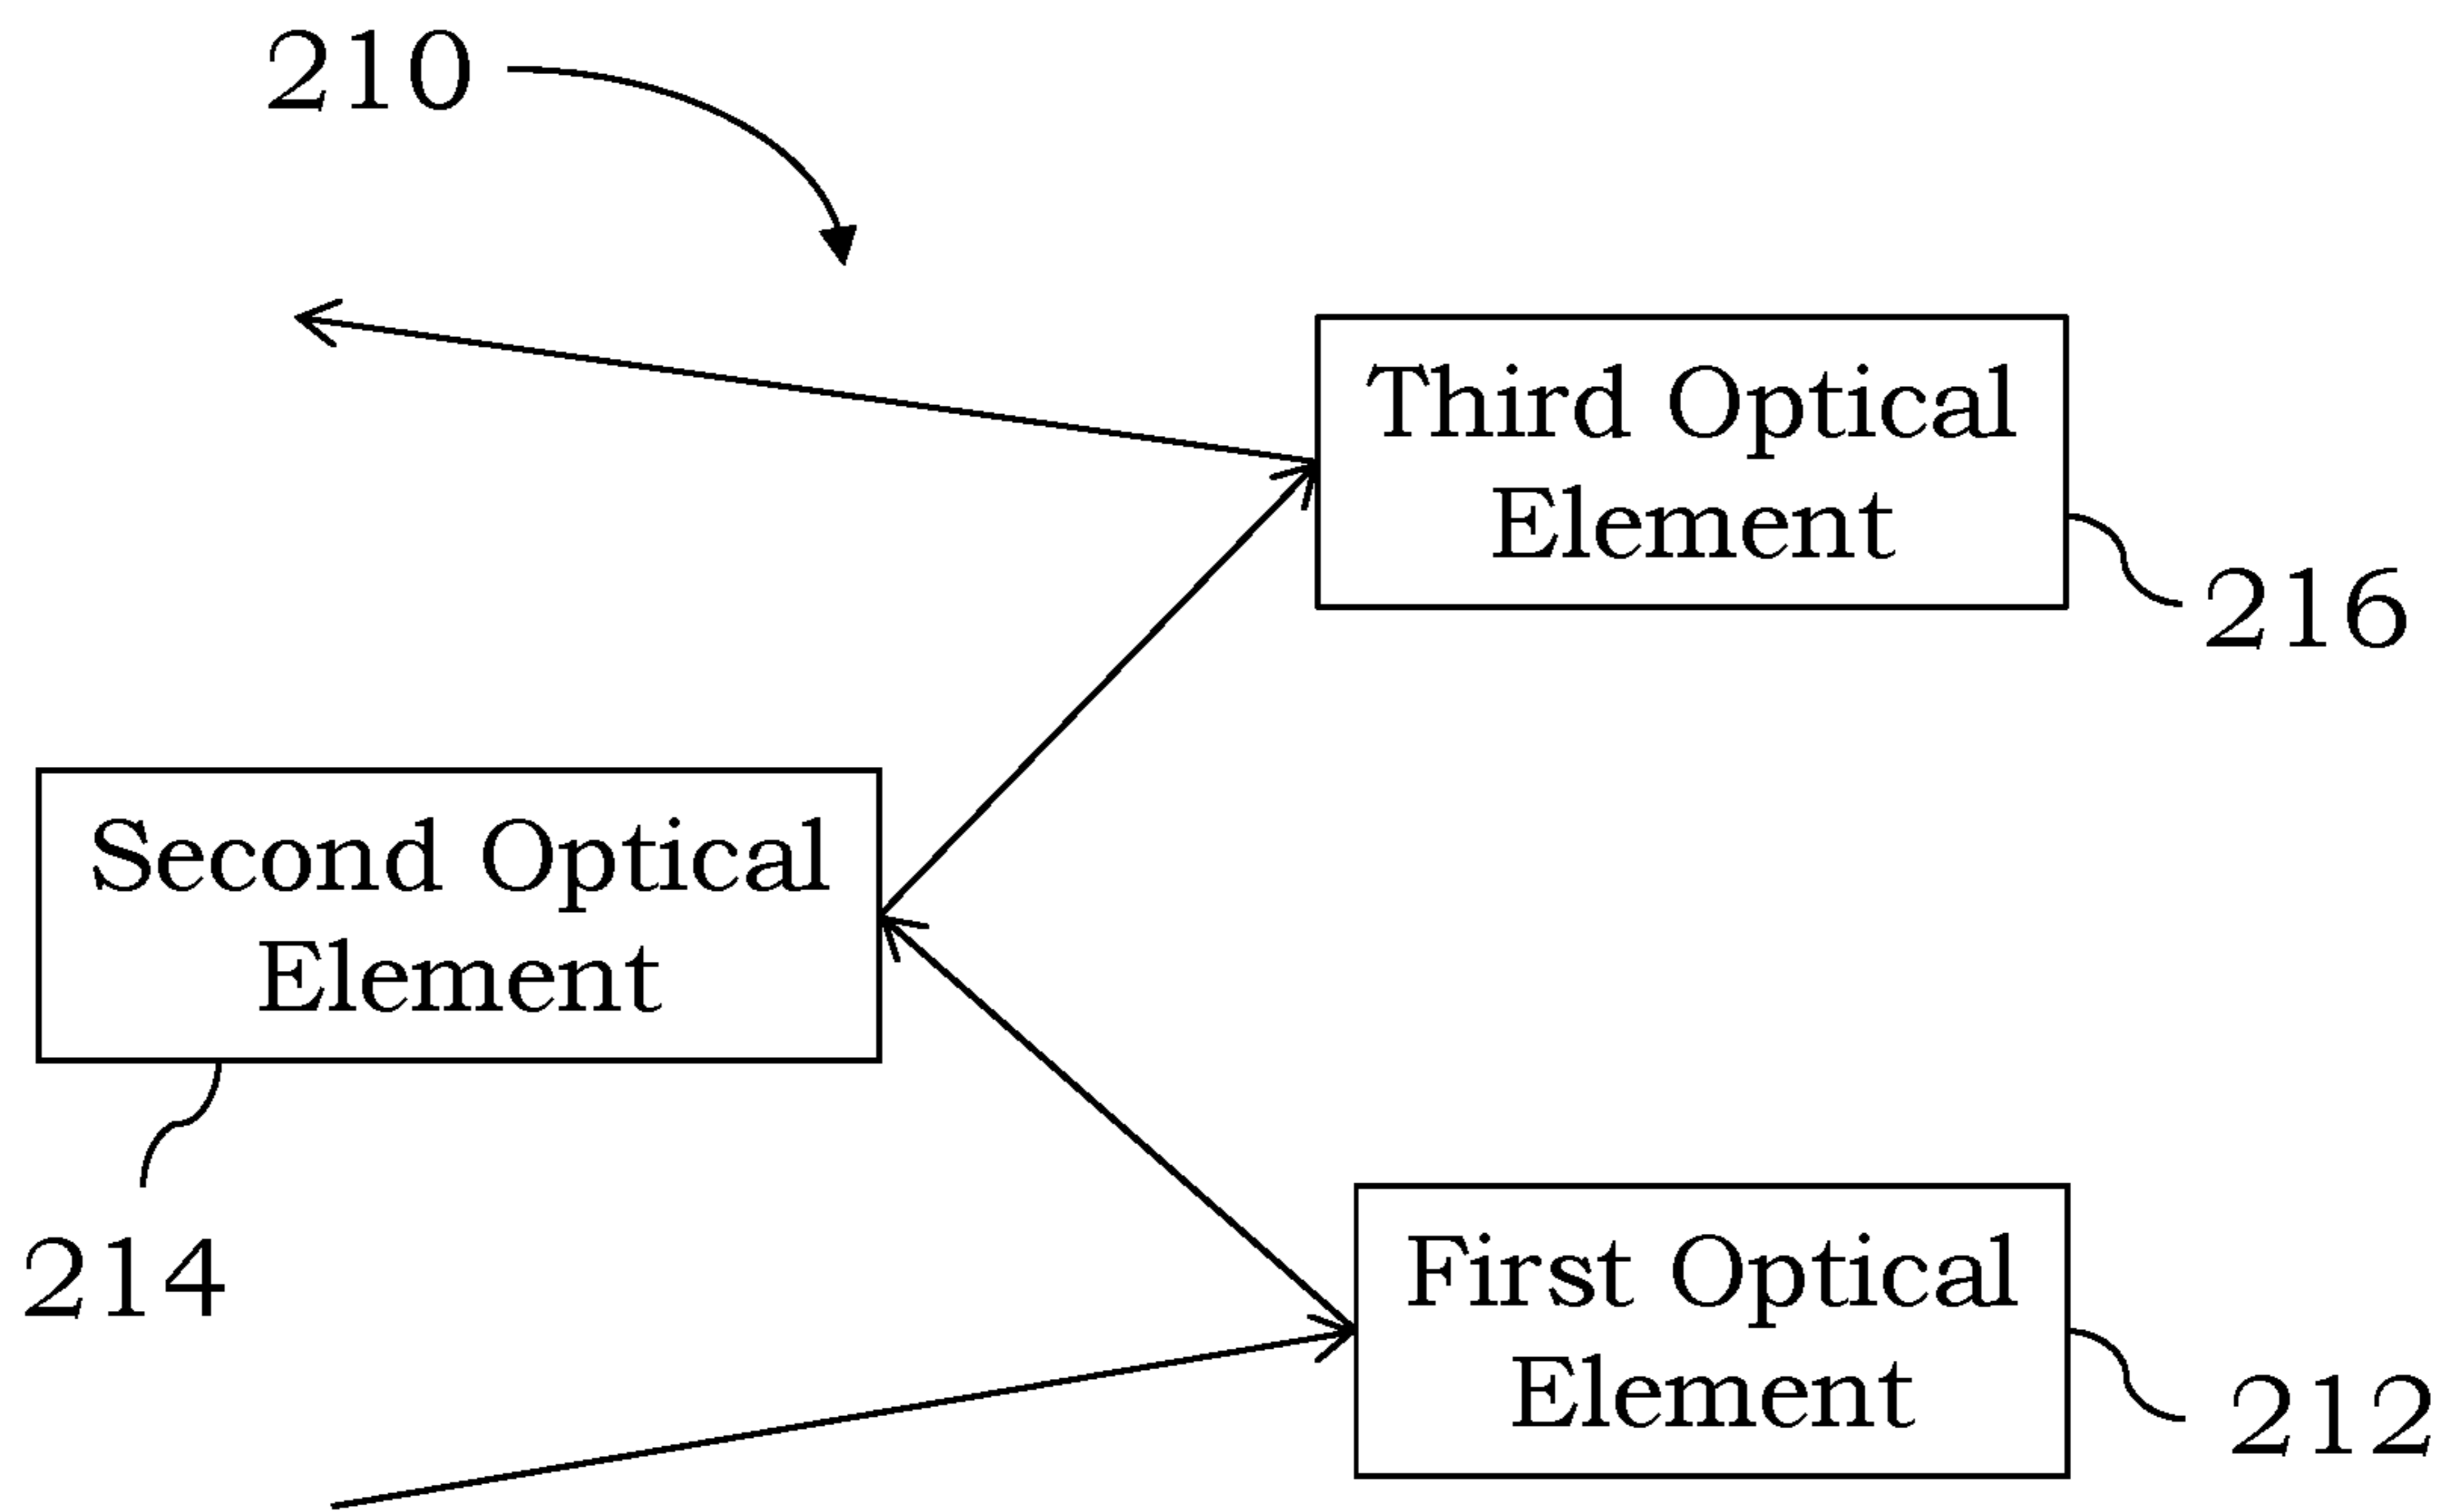 210
Third Optical
Element
216
Second Optical
Element
214
First Optical
Element
212